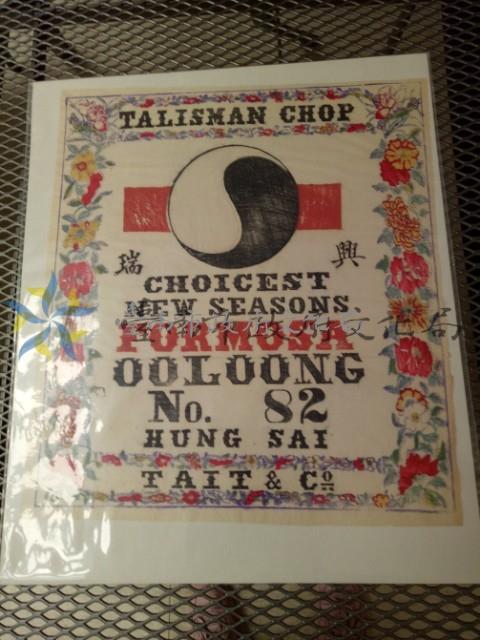 TALISMAN CHOP
瑞 興
CHOICEST
NEW SEASONS
FORMOSA
OOLOONG
No. 82
HUNG SAI
TAIT & Co